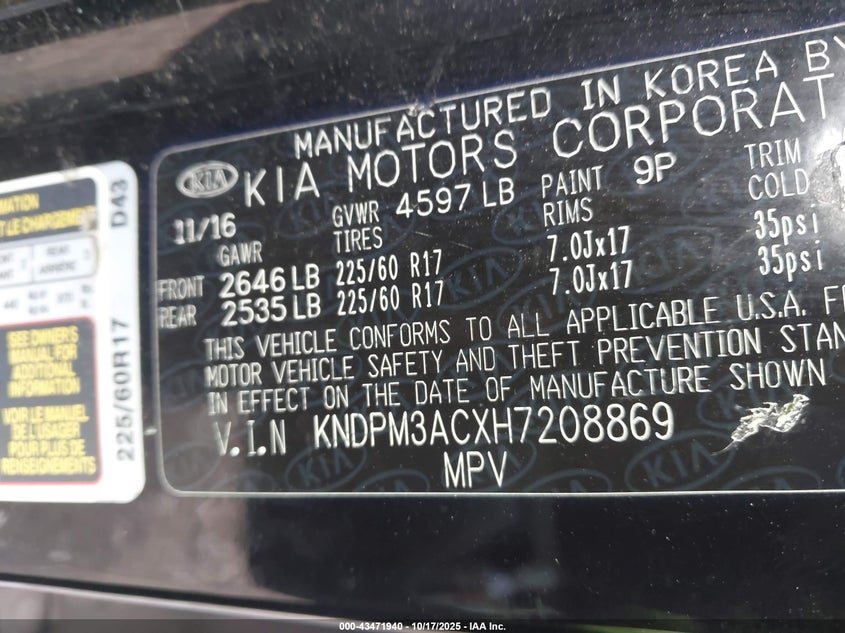 MANUFACTURED IN KOREA BY
KIA KIA MOTORS CORPORAT
11/16 GVWR 4597 LB PAINT 9P TRIM
GAWR TIRES RIMS COLD
FRONT 2646 LB 225/60 R17 7.0Jx17 35psi
REAR 2535 LB 225/60 R17 7.0Jx17 35psi
THIS VEHICLE CONFORMS TO ALL APPLICABLE U.S.A. F
MOTOR VEHICLE SAFETY AND THEFT PREVENTION STAN
IN EFFECT ON THE DATE OF MANUFACTURE SHOWN
V.I.N KNDPM3ACXH7208869
MPV
D43
225/60R17
SEE OWNER'S
MANUAL FOR
ADDITIONAL
INFORMATION
VOIR LE MANUEL
DE L'USAGER
POUR PLUS DE
RENSEIGNEMENTS
000-43471940 - 10/17/2025 - IAA Inc.